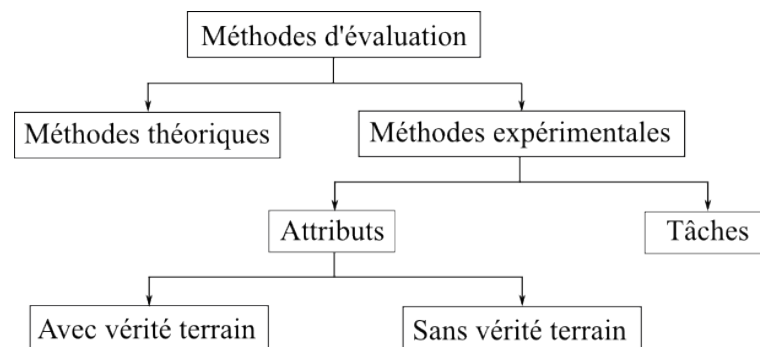 Méthodes d'évaluation
Méthodes théoriques
Méthodes expérimentales
Attributs
Tâches
Avec vérité terrain
Sans vérité terrain